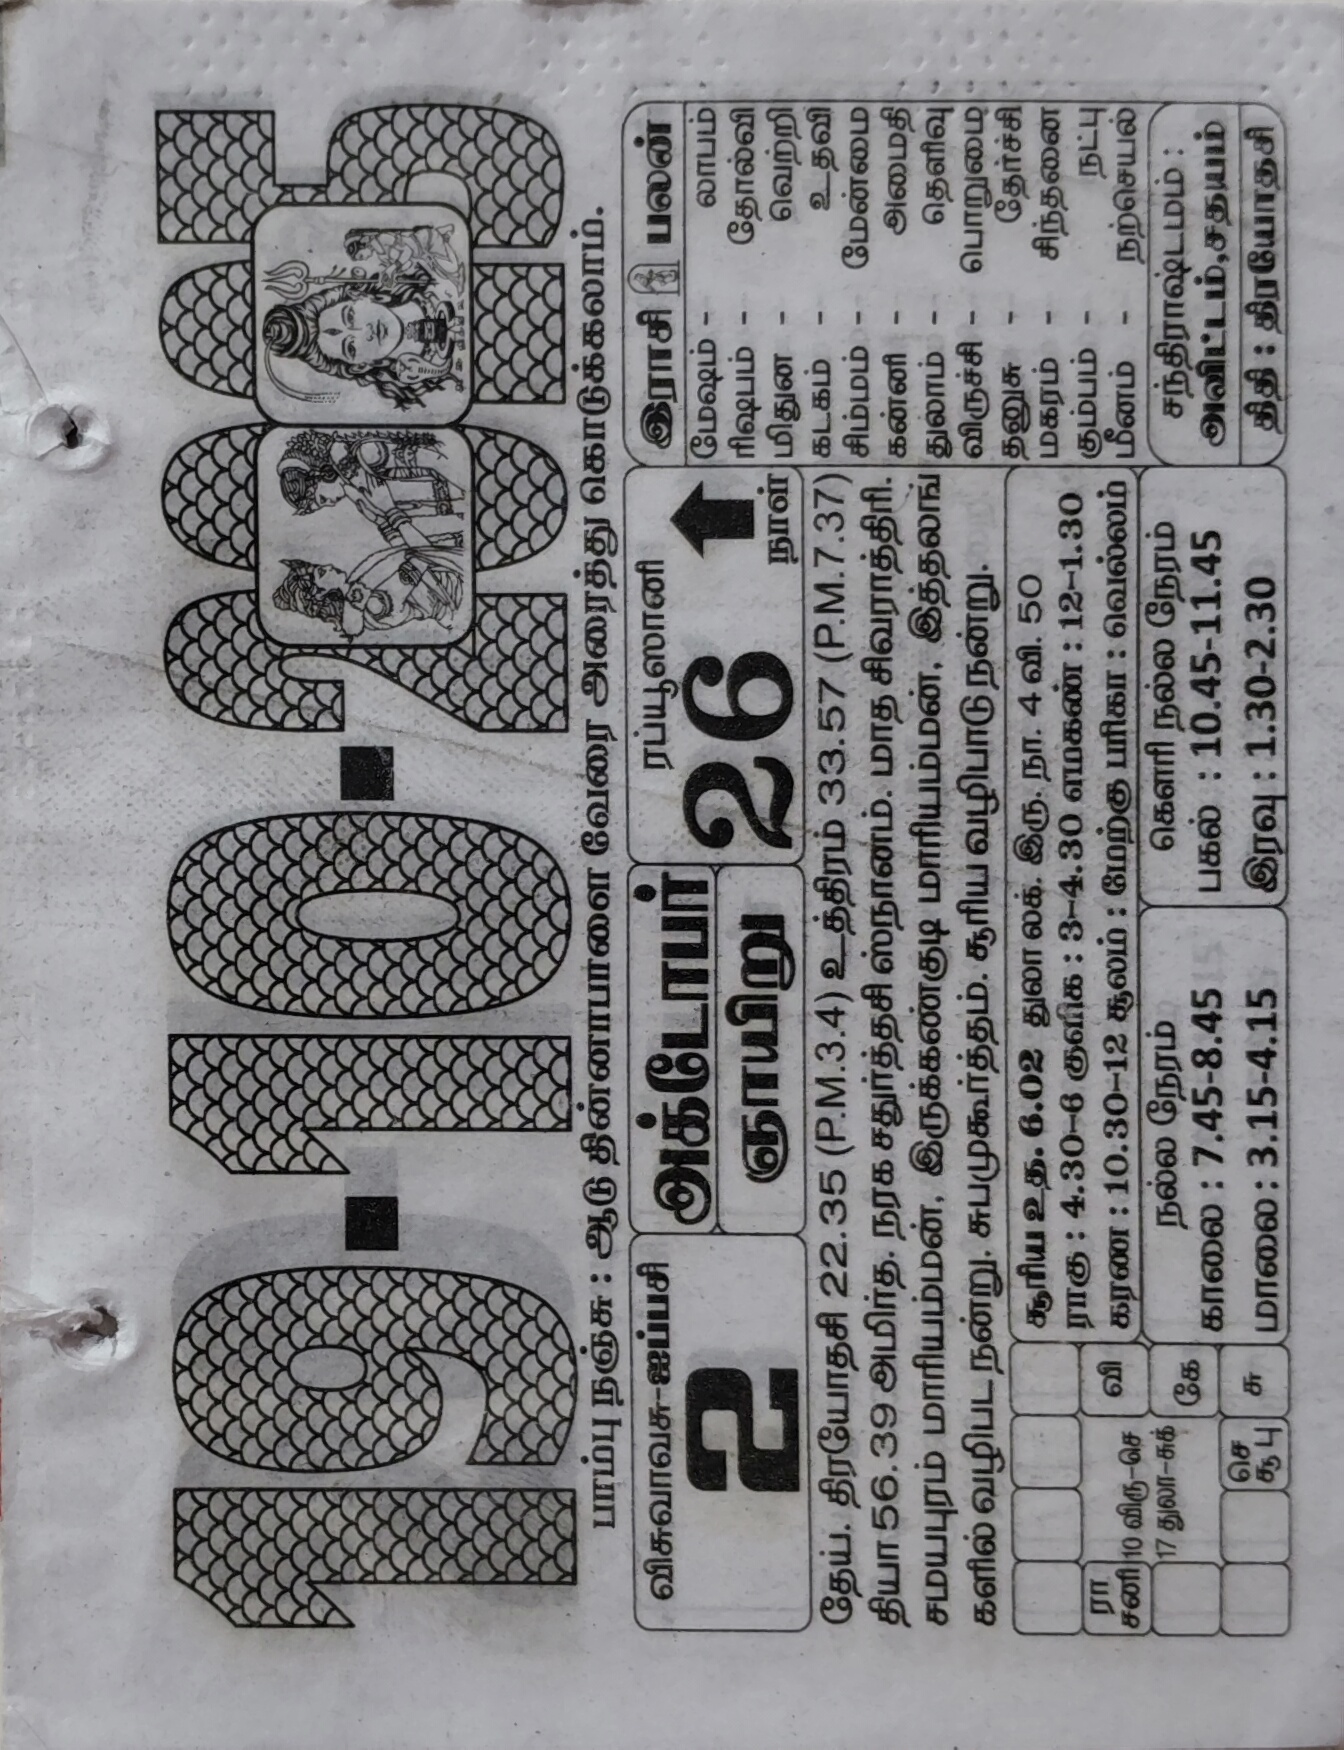 19-10-2025
பாம்பு நஞ்சு : ஆடு தின்னாபாளை வேரை அரைத்து கொடுக்கலாம்.
விசுவாவசு-ஐப்பசி
2
அக்டோபர்
ஞாயிறு
ரப்யூலானி
26
நாள்
தேய். திரயோதசி 22.35 (P.M.3.4) உத்திரம் 33.57 (P.M.7.37)
தியா 56.39 அமிர்த. நரக சதுர்த்தசி ஸ்நானம். மாத சிவராத்திரி.
சமயபுரம் மாரியம்மன், இருக்கண்குடி மாரியம்மன், இத்தலங்
களில் வழிபட நன்று. சுபமுகூர்த்தம். சூரிய வழிபாடு நன்று.
இராசி பலன்
மேஷம் - லாபம்
ரிஷபம் - தோல்வி
மிதுன - வெற்றி
கடகம் - உதவி
சிம்மம் - மேன்மை
கன்னி - அமைதி
துலாம் - தெளிவு
விருச்சி - பொறுமை
தனுசு - தேர்ச்சி
மகரம் - சிந்தனை
கும்பம் - நட்பு
மீனம் - நற்செயல்
சந்திராஷ்டமம் :
அவிட்டம்,சதயம்
திதி : திரயோதசி
ரா
சனி
10 விரு-செ
17 துலா-சுக்
வி
கே
செ
சூ பு
சு
சூரிய உத. 6.02 துலா லக். இரு. நா. 4 வி. 50
ராகு : 4.30-6 குளிக : 3-4.30 எமகண் : 12-1.30
கரண : 10.30-12 சூலம் : மேற்கு பரிகா : வெல்லம்
நல்ல நேரம்
காலை : 7.45-8.45
மாலை : 3.15-4.15
கௌரி நல்ல நேரம்
பகல் : 10.45-11.45
இரவு : 1.30-2.30